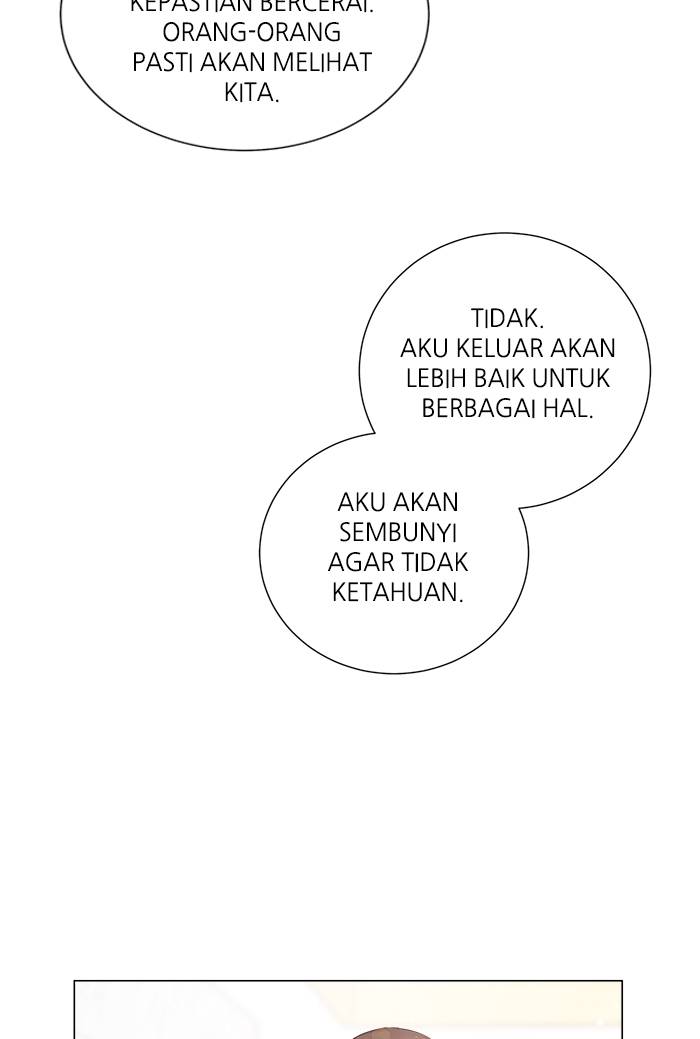 KEPASTIAN BERCERAI.
ORANG-ORANG
PASTI AKAN MELIHAT
KITA.
TIDAK.
AKU KELUAR AKAN
LEBIH BAIK UNTUK
BERBAGAI HAL.
AKU AKAN
SEMBUNYI
AGAR TIDAK
KETAHUAN.